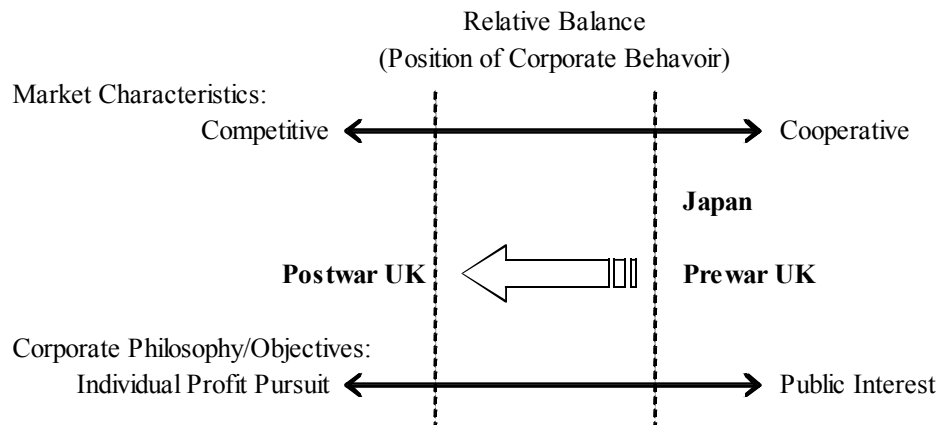 Relative Balance
(Position of Corporate Behavoir)
Market Characteristics:
Competitive
Cooperative
Japan
Postwar UK
Prewar UK
Corporate Philosophy/Objectives:
Individual Profit Pursuit
Public Interest